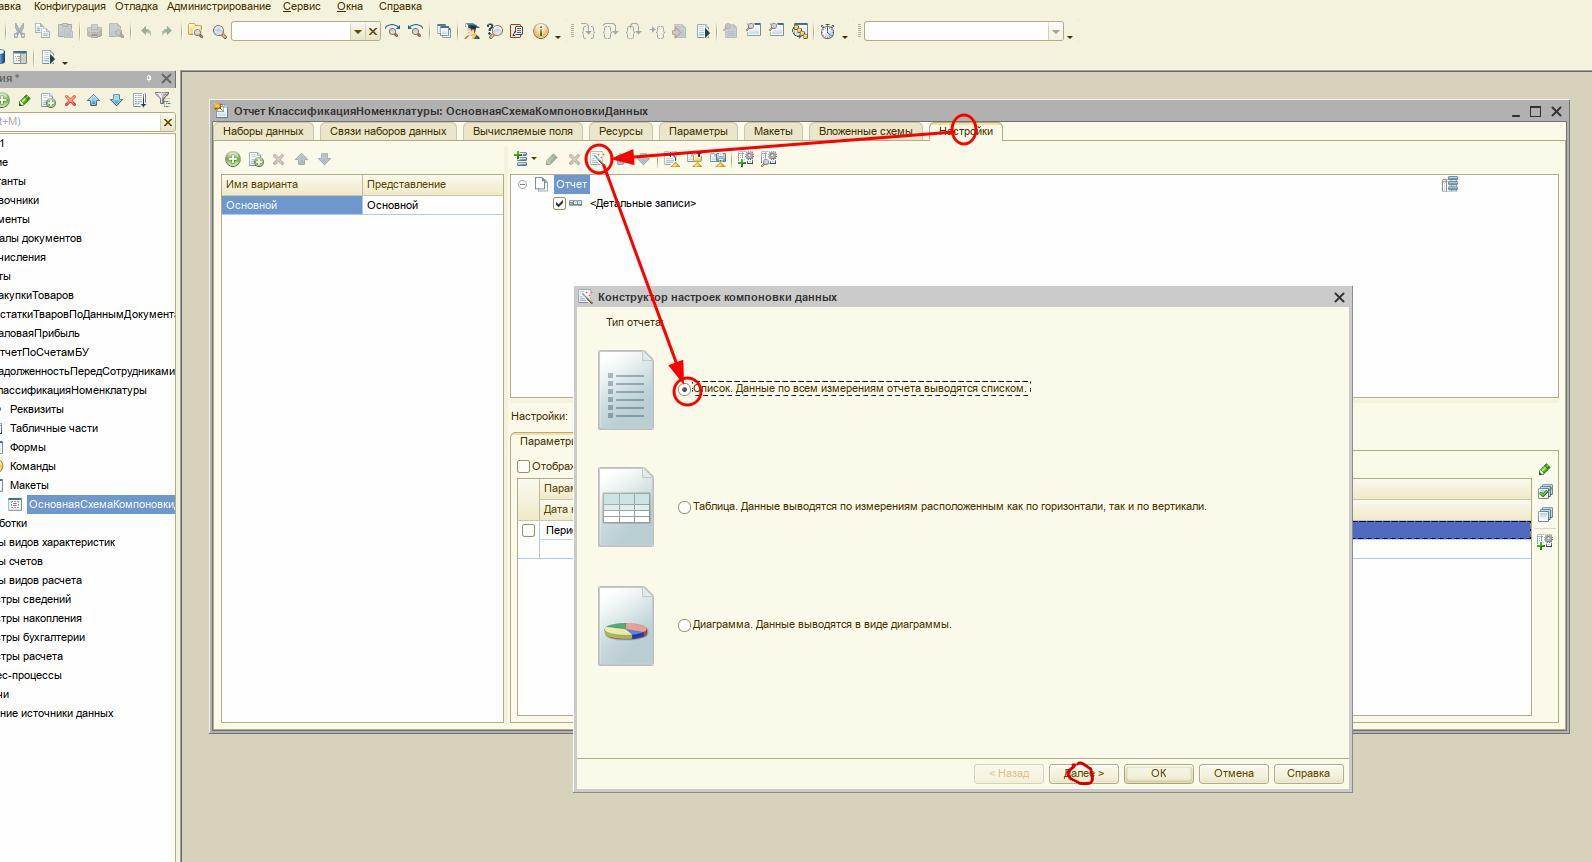 авка Конфигурация Отладка Администрирование Сервис Окна Справка
ия *
t+M)
1
ие
танты
вочники
менты
алы документов
числения
ты
акупкиТоваров
статкиТваровПоДаннымДокумент
аловаяПрибыль
тчетПоСчетамБУ
адолженностьПередСотрудниками
лассификацияНоменклатуры
Реквизиты
Табличные части
Формы
Команды
Макеты
ОсновнаяСхемаКомпоновки
ботки
ы видов характеристик
ы счетов
ы видов расчета
тры сведений
тры накопления
тры бухгалтерии
тры расчета
ес-процессы
чи
ние источники данных
Отчет КлассификацияНоменклатуры: ОсновнаяСхемаКомпоновкиДанных
Наборы данных Связи наборов данных Вычисляемые поля Ресурсы Параметры Макеты Вложенные схемы Настройки
Имя варианта Представление
Основной Основной
Отчет
<Детальные записи>
Настройки:
Параметры
Отображ
Парам
Дата н
Пери
Конструктор настроек компоновки данных
Тип отчета:
Список. Данные по всем измерениям отчета выводятся списком.
Таблица. Данные выводятся по измерениям расположенным как по горизонтали, так и по вертикали.
Диаграмма. Данные выводятся в виде диаграммы.
< Назад Далее > ОК Отмена Справка